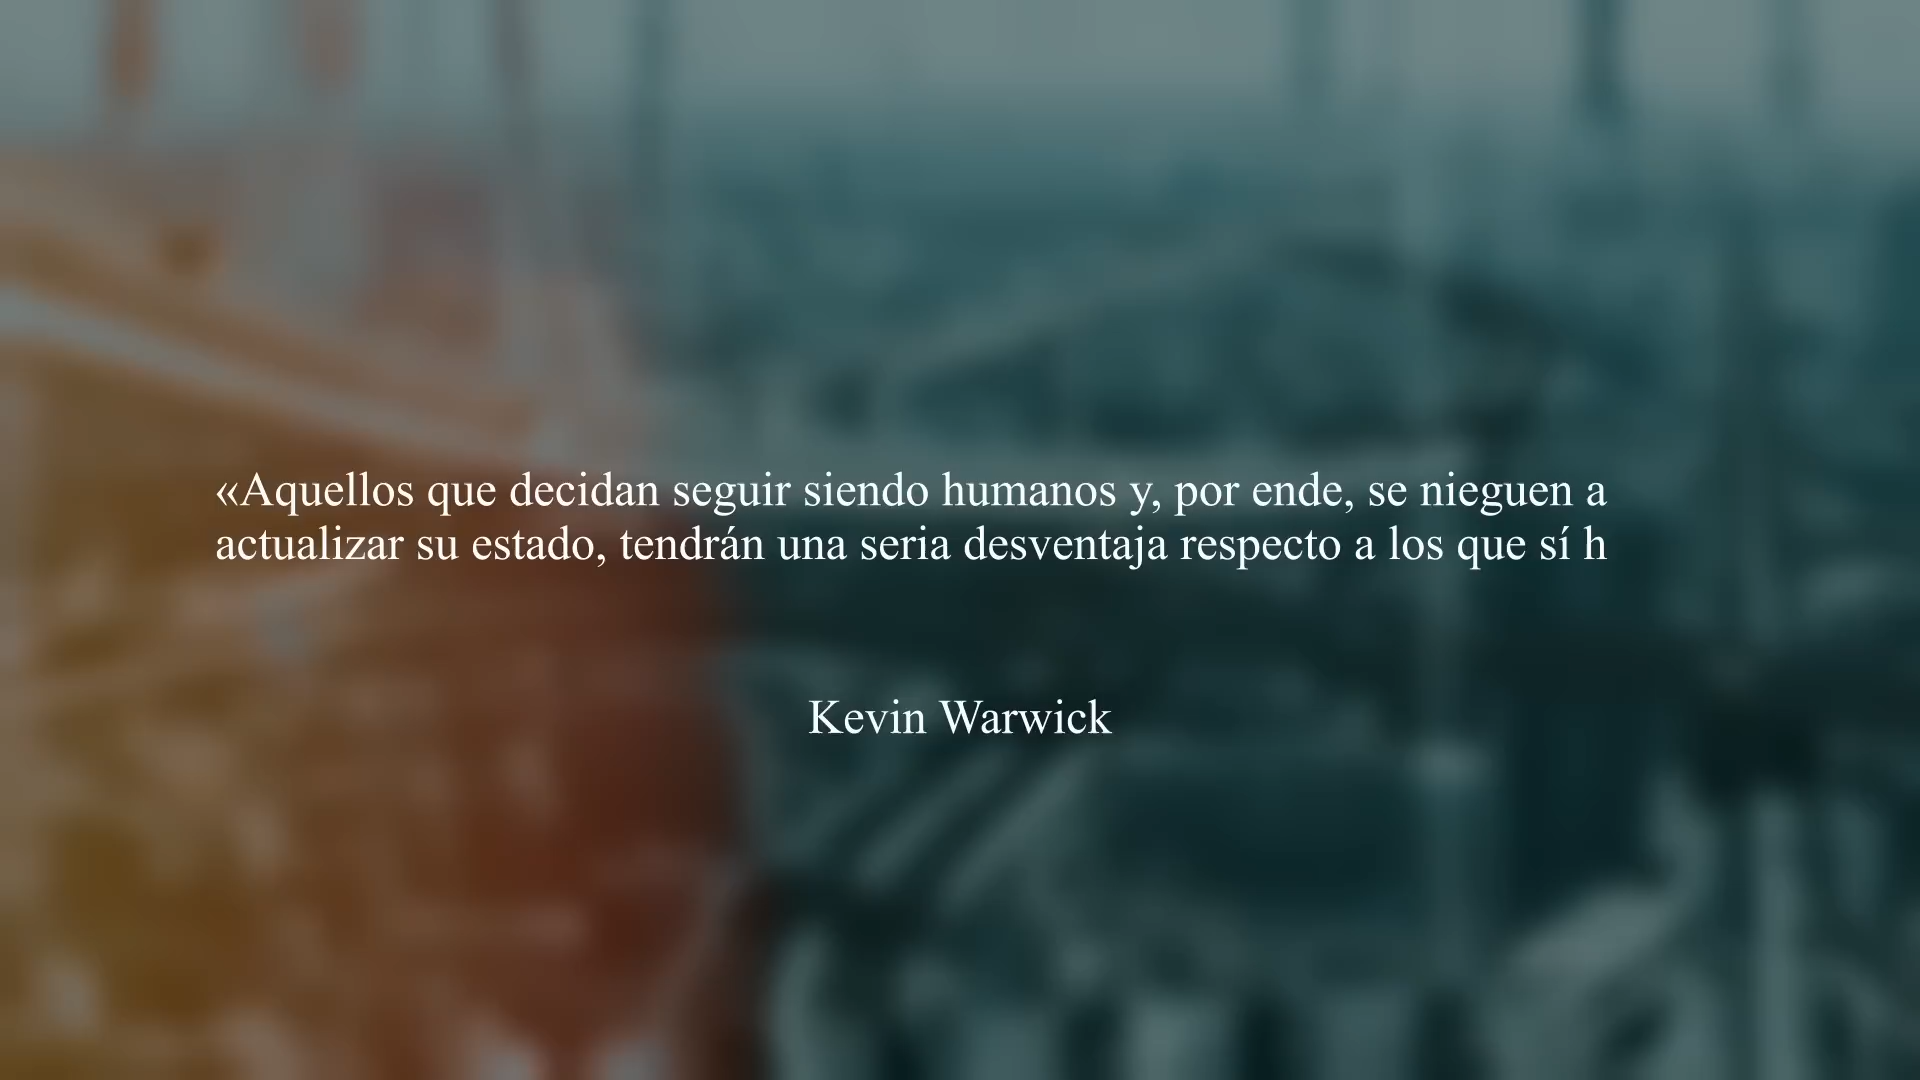 «Aquellos que decidan seguir siendo humanos y, por ende, se nieguen a
actualizar su estado, tendrán una seria desventaja respecto a los que sí h
Kevin Warwick